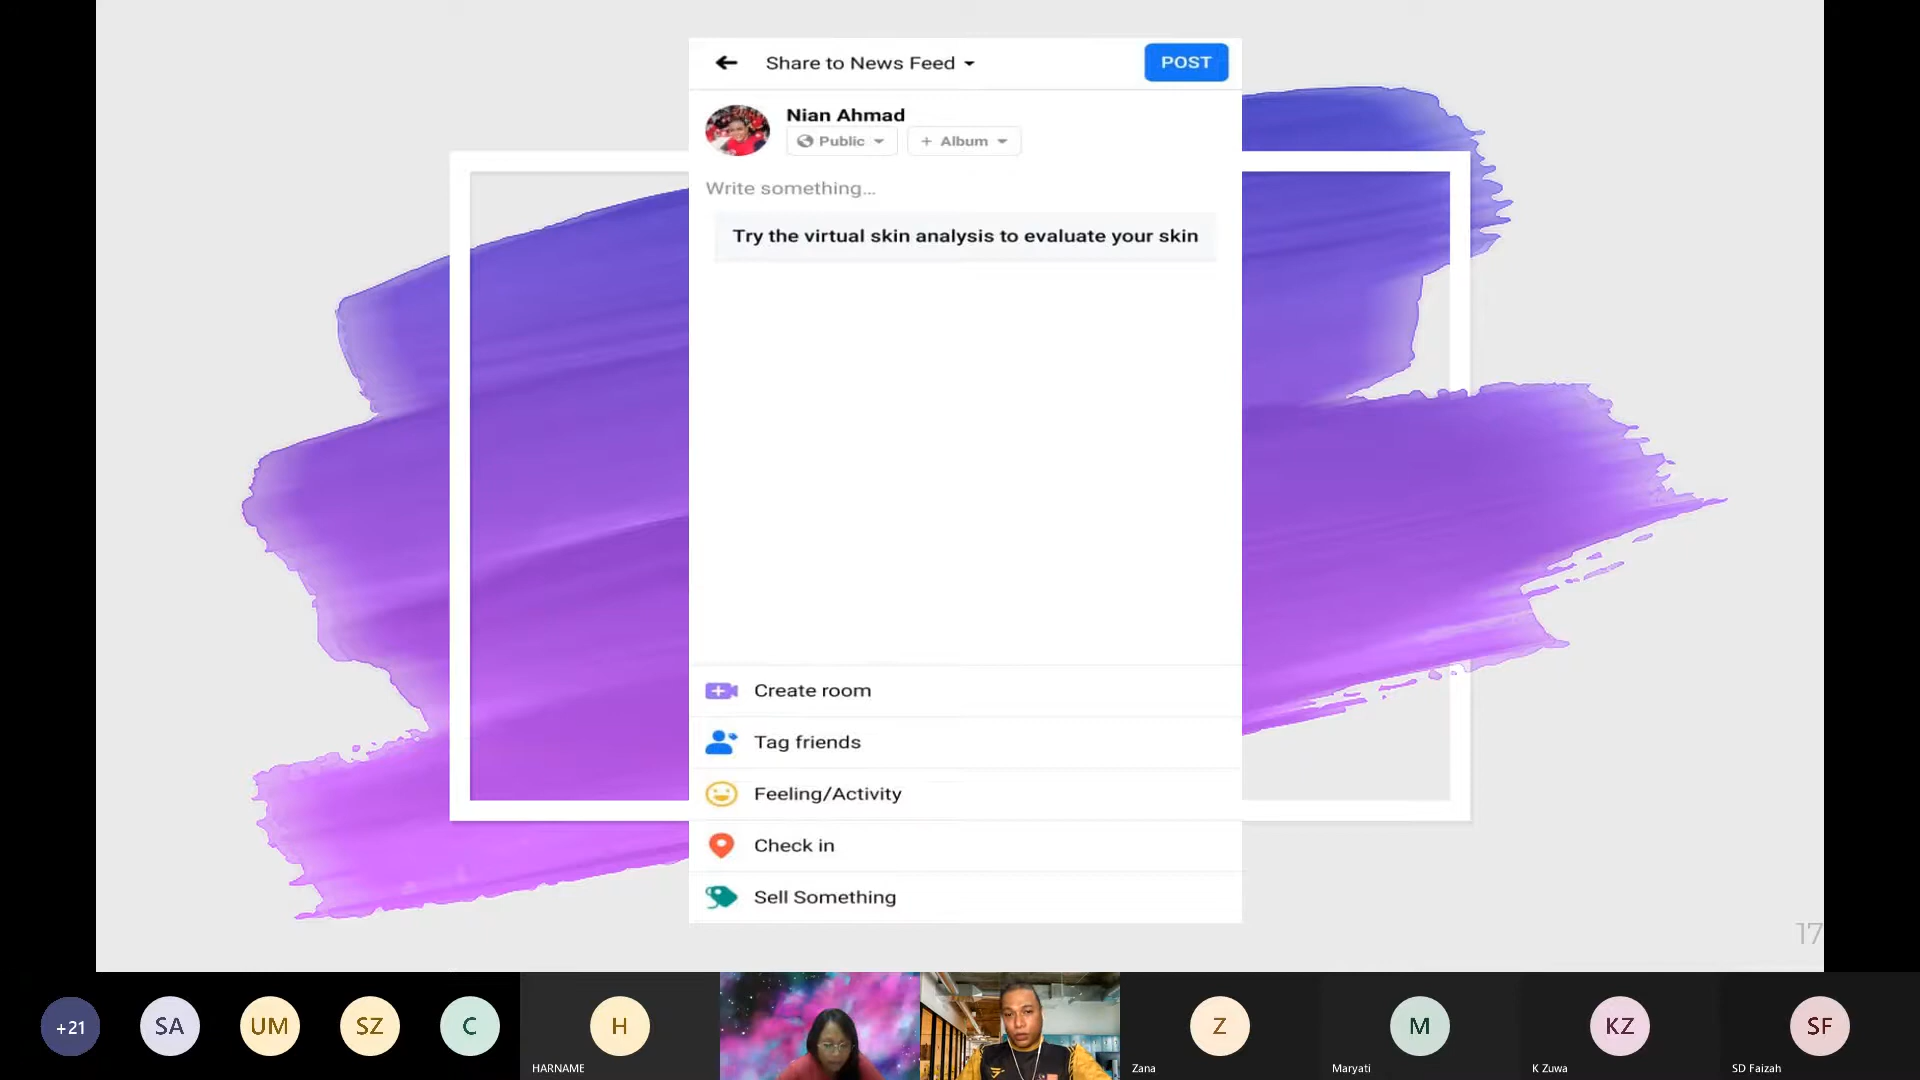 Share to News Feed
POST
Nian Ahmad
Public
+ Album
Write something...
Try the virtual skin analysis to evaluate your skin
Create room
Tag friends
Feeling/Activity
Check in
Sell Something
17
+21
SA
UM
SZ
C
H
HARNAME
Z
Zana
M
Maryati
KZ
K Zuwa
SF
SD Faizah